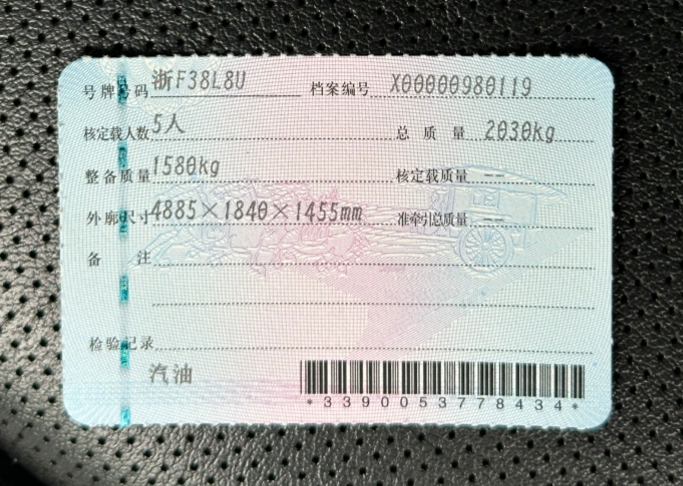 号牌号码 浙F38L8U 档案编号 X00000980119
核定载人数 5人 总质量 2030kg
整备质量 1580kg 核定载质量 --
外廓尺寸 4885×1840×1455mm 准牵引总质量 --
备注
检验记录
汽油
*3390053778434*